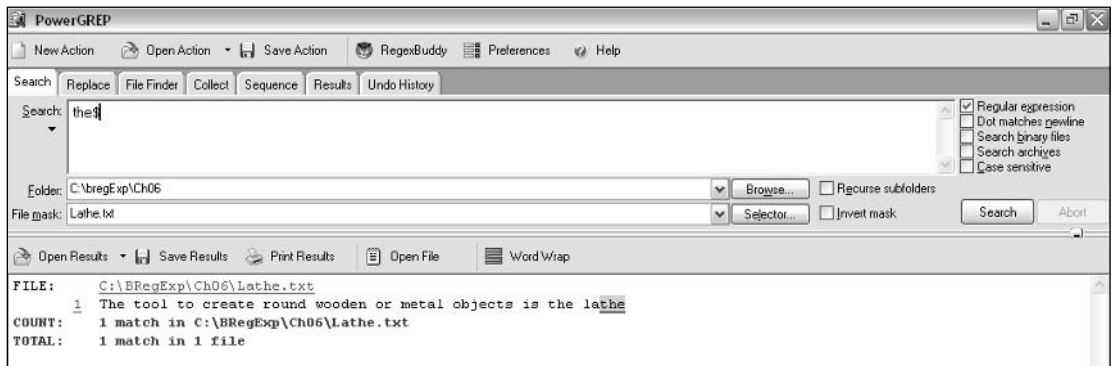 PowerGREP
New Action Open Action Save Action RegexBuddy Preferences Help
Search Replace File Finder Collect Sequence Results Undo History
Search: the$
Regular expression
Dot matches newline
Search binary files
Search archives
Case sensitive
Folder: C:\bregExp\Ch06 Browse... Recurse subfolders
File mask: Lathe.txt Selector... Invert mask Search Abort
Open Results Save Results Print Results Open File Word Wrap
FILE: C:\BRegExp\Ch06\Lathe.txt
1 The tool to create round wooden or metal objects is the lathe
COUNT: 1 match in C:\BRegExp\Ch06\Lathe.txt
TOTAL: 1 match in 1 file